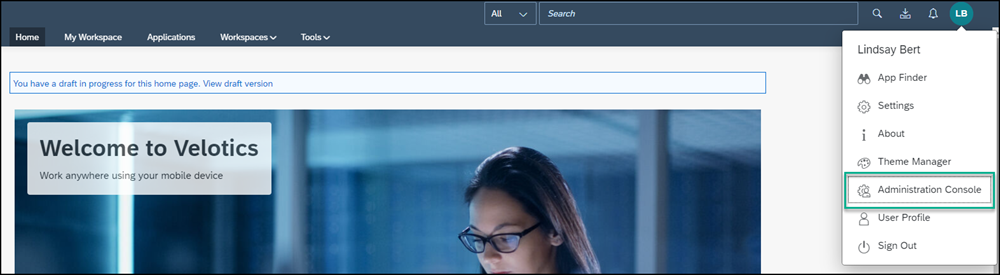 All
Search
LB
Home
My Workspace
Applications
Workspaces
Tools
Lindsay Bert
App Finder
Settings
About
Theme Manager
Administration Console
User Profile
Sign Out
You have a draft in progress for this home page. View draft version
Welcome to Velotics
Work anywhere using your mobile device